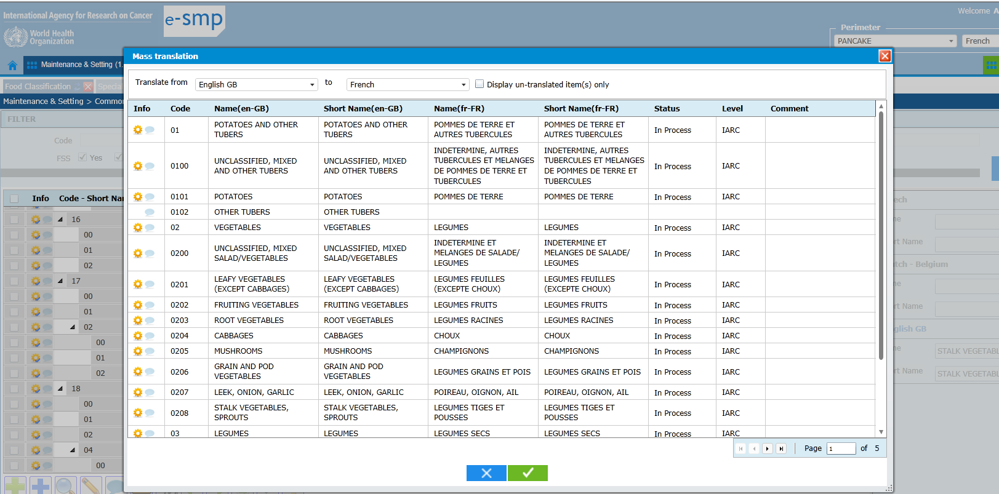 International Agency for Research on Cancer
World Health
Organization
e-smp
Welcome A
Perimeter
PANCAKE
French
Maintenance & Setting (1.
Food Classification
Specia
Maintenance & Setting > Common
FILTER
Code
FSS Yes
Info Code - Short Nar
16
00
01
02
17
00
01
02
00
01
02
18
00
01
02
04
00
Mass translation
Translate from English GB to French Display un-translated item(s) only
Info Code Name(en-GB) Short Name(en-GB) Name(fr-FR) Short Name(fr-FR) Status Level Comment
01 POTATOES AND OTHER TUBERS POTATOES AND OTHER TUBERS POMMES DE TERRE ET AUTRES TUBERCULES POMMES DE TERRE ET AUTRES TUBERCULES In Process IARC
0100 UNCLASSIFIED, MIXED AND OTHER TUBERS UNCLASSIFIED, MIXED AND OTHER TUBERS INDETERMINE, AUTRES TUBERCULES ET MELANGES DE POMMES DE TERRE ET TUBERCULES INDETERMINE, AUTRES TUBERCULES ET MELANGES DE POMMES DE TERRE ET TUBERCULES In Process IARC
0101 POTATOES POTATOES POMMES DE TERRE POMMES DE TERRE In Process IARC
0102 OTHER TUBERS OTHER TUBERS
02 VEGETABLES VEGETABLES LEGUMES LEGUMES In Process IARC
0200 UNCLASSIFIED, MIXED SALAD/VEGETABLES UNCLASSIFIED, MIXED SALAD/VEGETABLES INDETERMINE ET MELANGES DE SALADE/ LEGUMES INDETERMINE ET MELANGES DE SALADE/ LEGUMES In Process IARC
0201 LEAFY VEGETABLES (EXCEPT CABBAGES) LEAFY VEGETABLES (EXCEPT CABBAGES) LEGUMES FEUILLES (EXCEPTE CHOUX) LEGUMES FEUILLES (EXCEPTE CHOUX) In Process IARC
0202 FRUITING VEGETABLES FRUITING VEGETABLES LEGUMES FRUITS LEGUMES FRUITS In Process IARC
0203 ROOT VEGETABLES ROOT VEGETABLES LEGUMES RACINES LEGUMES RACINES In Process IARC
0204 CABBAGES CABBAGES CHOUX CHOUX In Process IARC
0205 MUSHROOMS MUSHROOMS CHAMPIGNONS CHAMPIGNONS In Process IARC
0206 GRAIN AND POD VEGETABLES GRAIN AND POD VEGETABLES LEGUMES GRAINS ET POIS LEGUMES GRAINS ET POIS In Process IARC
0207 LEEK, ONION, GARLIC LEEK, ONION, GARLIC POIREAU, OIGNON, AIL POIREAU, OIGNON, AIL In Process IARC
0208 STALK VEGETABLES, SPROUTS STALK VEGETABLES, SPROUTS LEGUMES TIGES ET POUSSES LEGUMES TIGES ET POUSSES In Process IARC
03 LEGUMES LEGUMES LEGUMES SECS LEGUMES SECS In Process IARC
Page 1 of 5
ech
ne
rt Name
tch - Belgium
ne
rt Name
glish GB
ne STALK VEGETABL
rt Name STALK VEGETABL